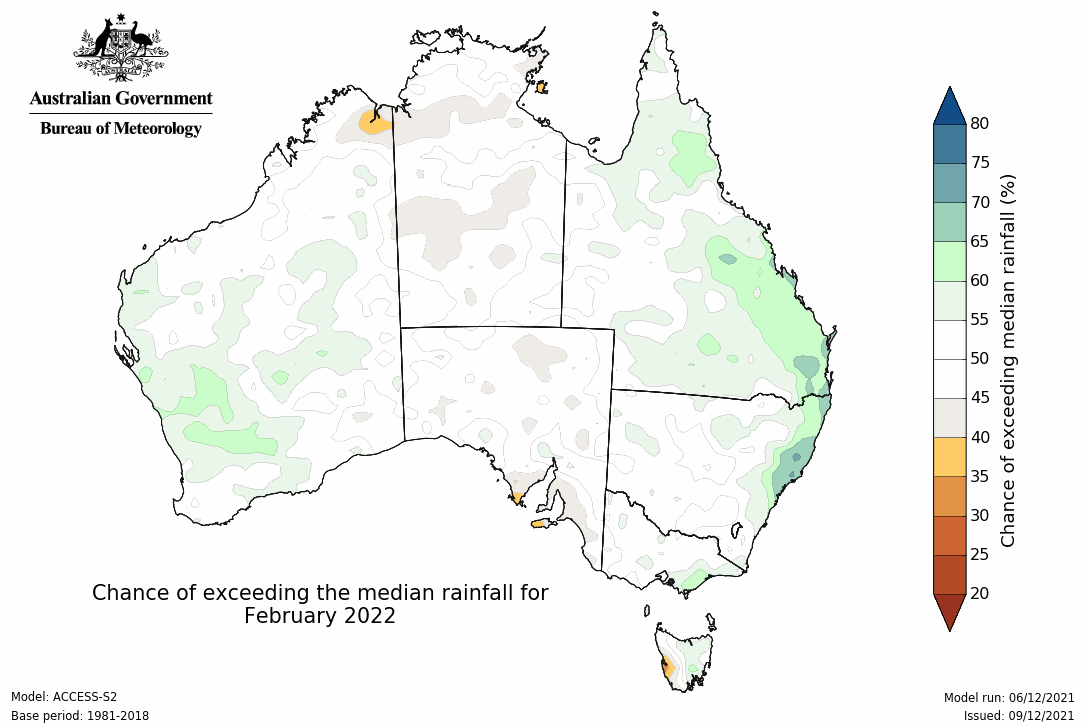 AUSTRALIA
Australian Government
Bureau of Meteorology
80
75
70
65
60
55
50
45
40
35
30
25
20
Chance of exceeding median rainfall (%)
Chance of exceeding the median rainfall for
February 2022
Model: ACCESS-S2
Base period: 1981-2018
Model run: 06/12/2021
Issued: 09/12/2021